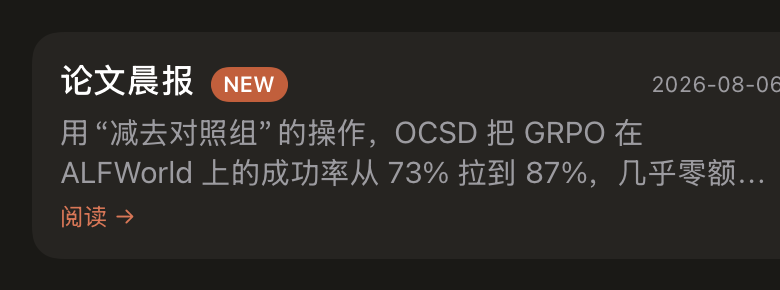 论文晨报 NEW 2026-08-06
用“减去对照组”的操作，OCSD 把 GRPO 在
ALFWorld 上的成功率从 73% 拉到 87%，几乎零额...
阅读 →